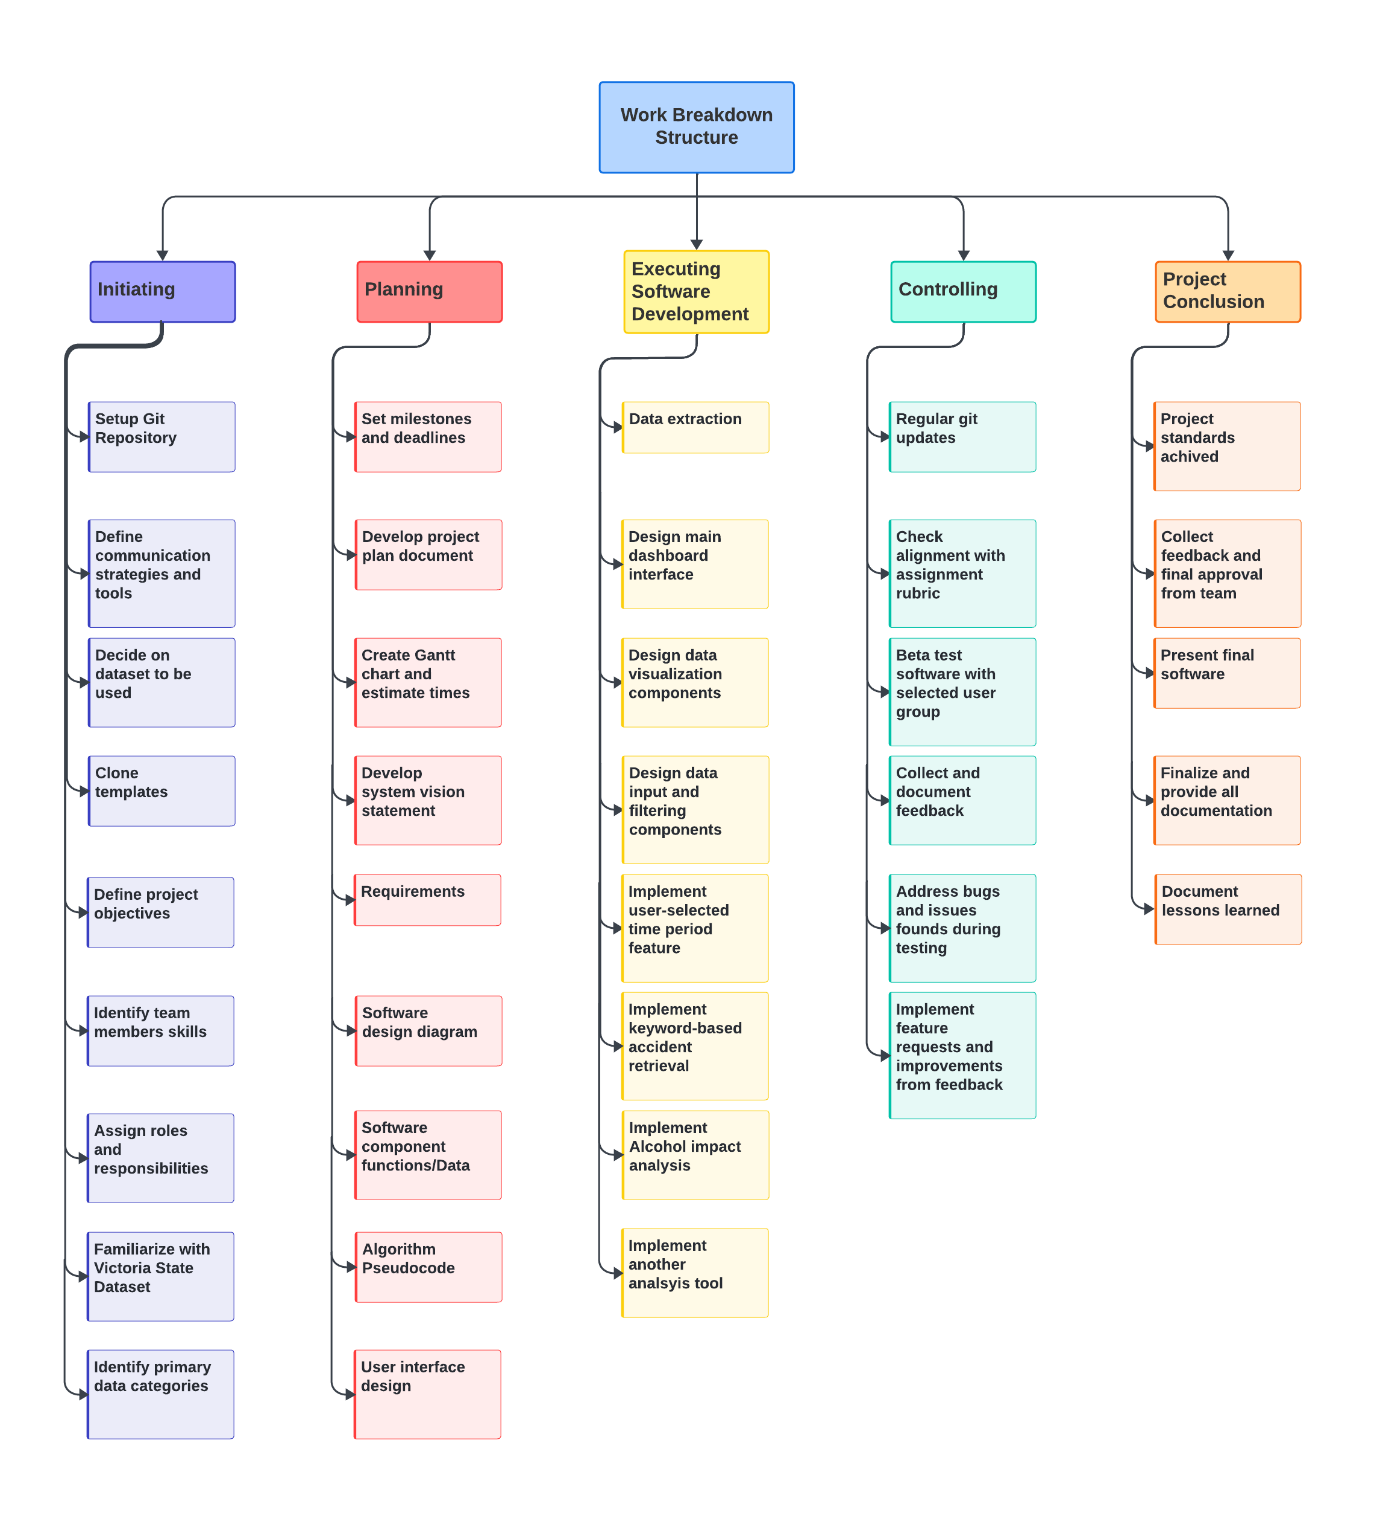 Work Breakdown
Structure
Initiating
Planning
Executing
Software
Development
Controlling
Project
Conclusion
Setup Git
Repository
Define
communication
strategies and
tools
Decide on
dataset to be
used
Clone
templates
Define project
objectives
Identify team
members skills
Assign roles
and
responsibilities
Familiarize with
Victoria State
Dataset
Identify primary
data categories
Set milestones
and deadlines
Develop project
plan document
Create Gantt
chart and
estimate times
Develop
system vision
statement
Requirements
Software
design diagram
Software
component
functions/Data
Algorithm
Pseudocode
User interface
design
Data extraction
Design main
dashboard
interface
Design data
visualization
components
Design data
input and
filtering
components
Implement
user-selected
time period
feature
Implement
keyword-based
accident
retrieval
Implement
Alcohol impact
analysis
Implement
another
analsyis tool
Regular git
updates
Check
alignment with
assignment
rubric
Beta test
software with
selected user
group
Collect and
document
feedback
Address bugs
and issues
founds during
testing
Implement
feature
requests and
improvements
from feedback
Project
standards
achived
Collect
feedback and
final approval
from team
Present final
software
Finalize and
provide all
documentation
Document
lessons learned